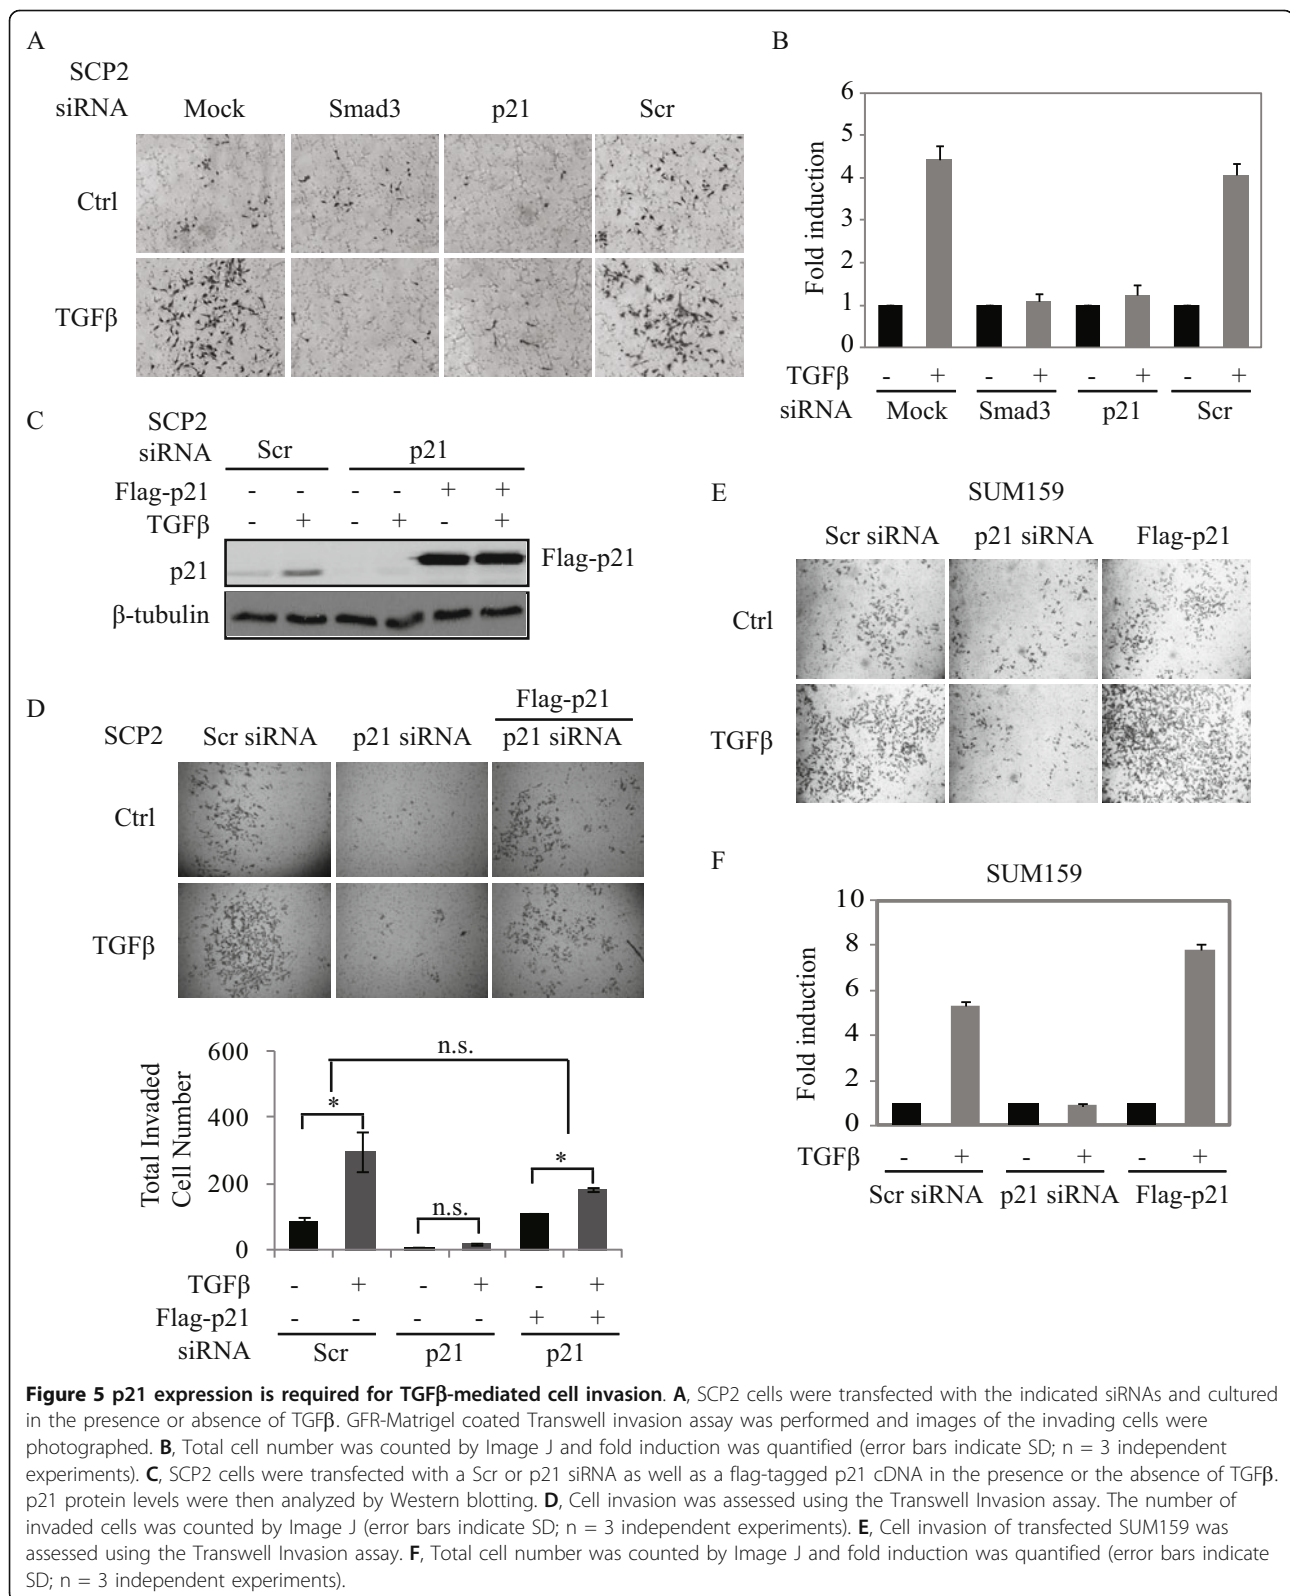 A
SCP2
siRNA Mock Smad3 p21 Scr
Ctrl
TGFβ
B
Fold induction
6
5
4
3
2
1
0
TGFβ - + - + - + - +
siRNA Mock Smad3 p21 Scr
C
SCP2
siRNA Scr p21
Flag-p21 - - - - + +
TGFβ - + - + - +
p21 Flag-p21
β-tubulin
D
Flag-p21
SCP2 Scr siRNA p21 siRNA p21 siRNA
Ctrl
TGFβ
Total Invaded
Cell Number
600
400
200
0
n.s.
*
n.s.
*
TGFβ - + - + - +
Flag-p21 - - - - + +
siRNA Scr p21 p21
E
SUM159
Scr siRNA p21 siRNA Flag-p21
Ctrl
TGFβ
F
SUM159
Fold induction
10
8
6
4
2
0
TGFβ - + - + - +
Scr siRNA p21 siRNA Flag-p21
Figure 5 p21 expression is required for TGFβ-mediated cell invasion. A, SCP2 cells were transfected with the indicated siRNAs and cultured
in the presence or absence of TGFβ. GFR-Matrigel coated Transwell invasion assay was performed and images of the invading cells were
photographed. B, Total cell number was counted by Image J and fold induction was quantified (error bars indicate SD; n = 3 independent
experiments). C, SCP2 cells were transfected with a Scr or p21 siRNA as well as a flag-tagged p21 cDNA in the presence or the absence of TGFβ.
p21 protein levels were then analyzed by Western blotting. D, Cell invasion was assessed using the Transwell Invasion assay. The number of
invaded cells was counted by Image J (error bars indicate SD; n = 3 independent experiments). E, Cell invasion of transfected SUM159 was
assessed using the Transwell Invasion assay. F, Total cell number was counted by Image J and fold induction was quantified (error bars indicate
SD; n = 3 independent experiments).